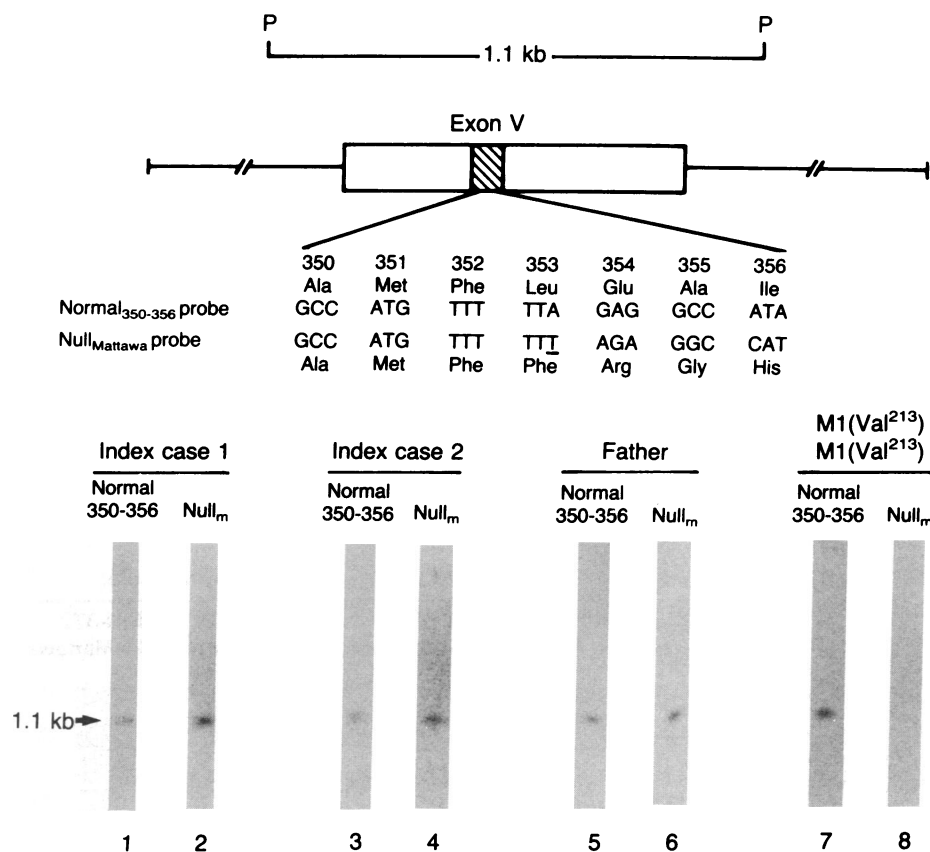 P P
1.1 kb
Exon V
350 351 352 353 354 355 356
Ala Met Phe Leu Glu Ala Ile
Normal350-356 probe GCC ATG TTT TTA GAG GCC ATA
NullMattawa probe GCC ATG TTT TTT AGA GGC CAT
Ala Met Phe Phe Arg Gly His
M1(Val213)
Index case 1 Index case 2 Father M1(Val213)
Normal Normal Normal Normal
350-356 Nullm 350-356 Nullm 350-356 Nullm 350-356 Nullm
1.1 kb
1 2 3 4 5 6 7 8